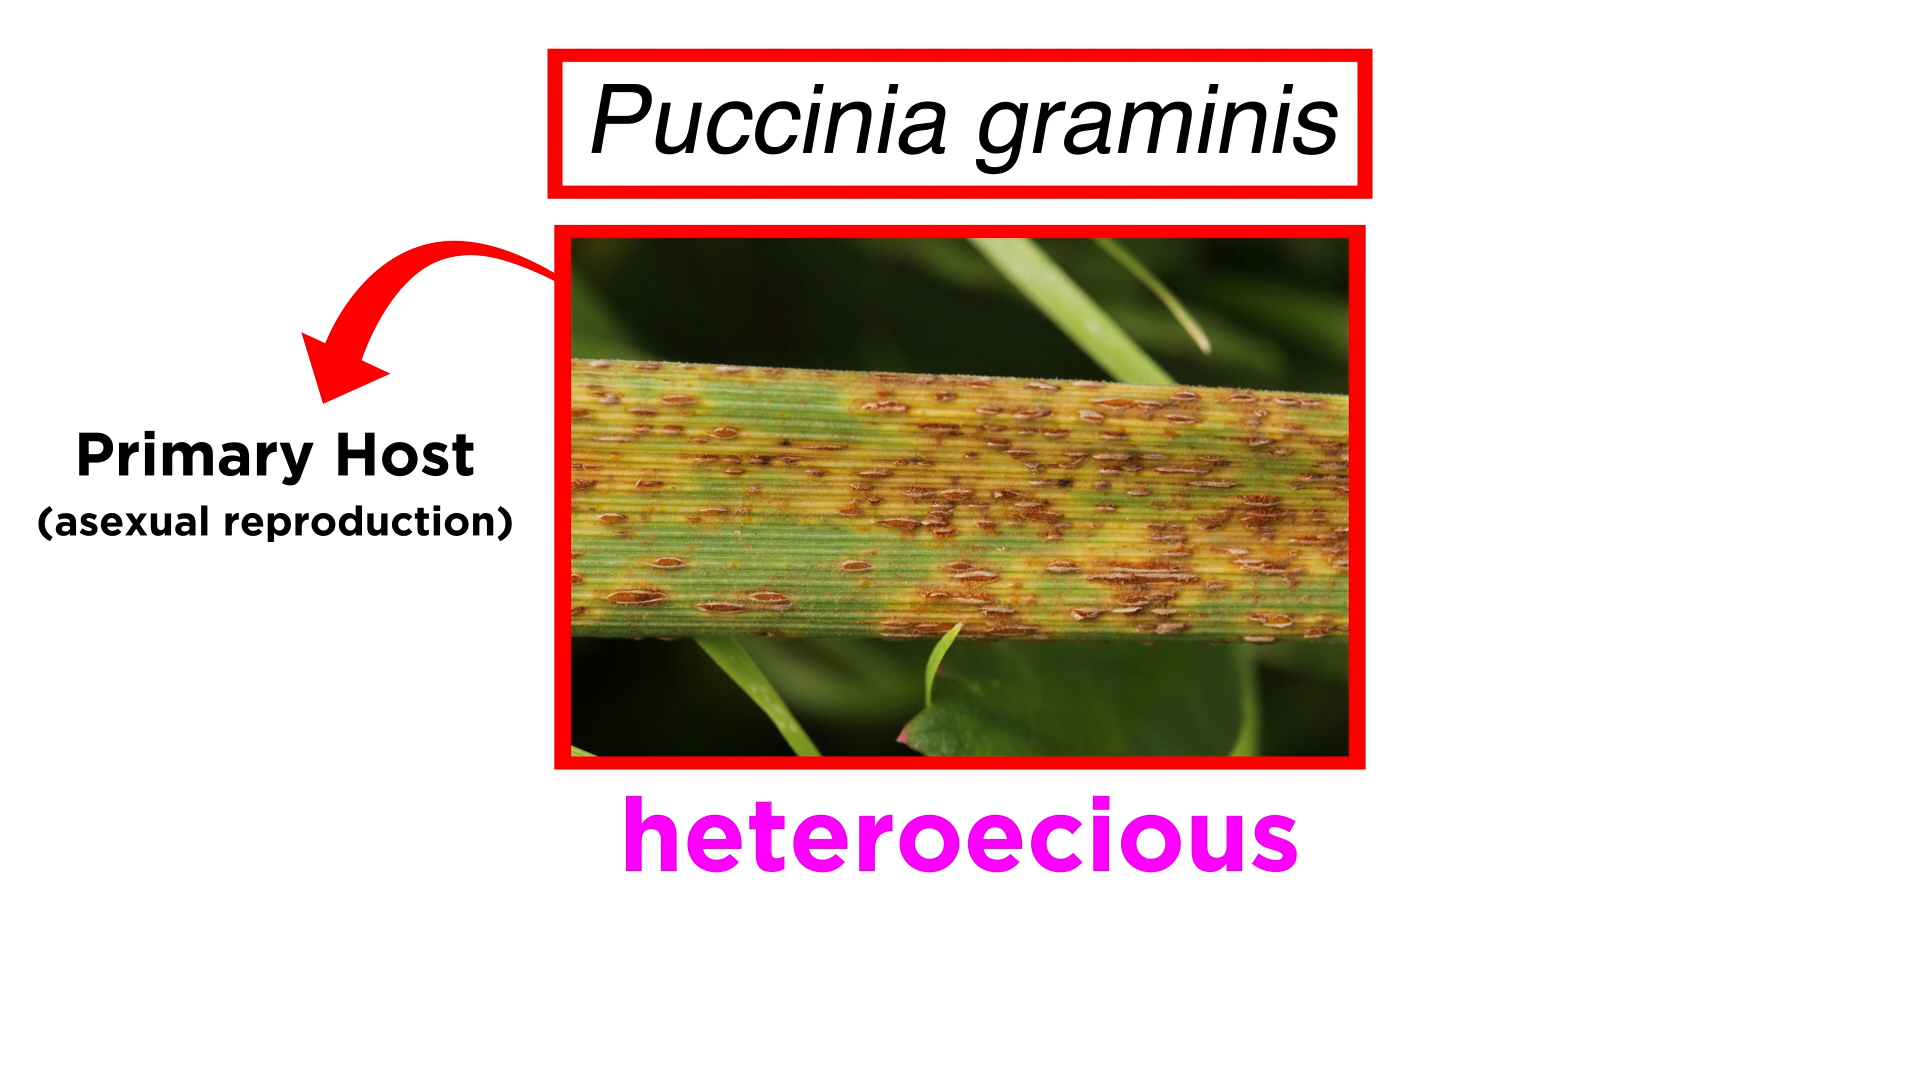 Puccinia graminis
Primary Host
(asexual reproduction)
heteroecious